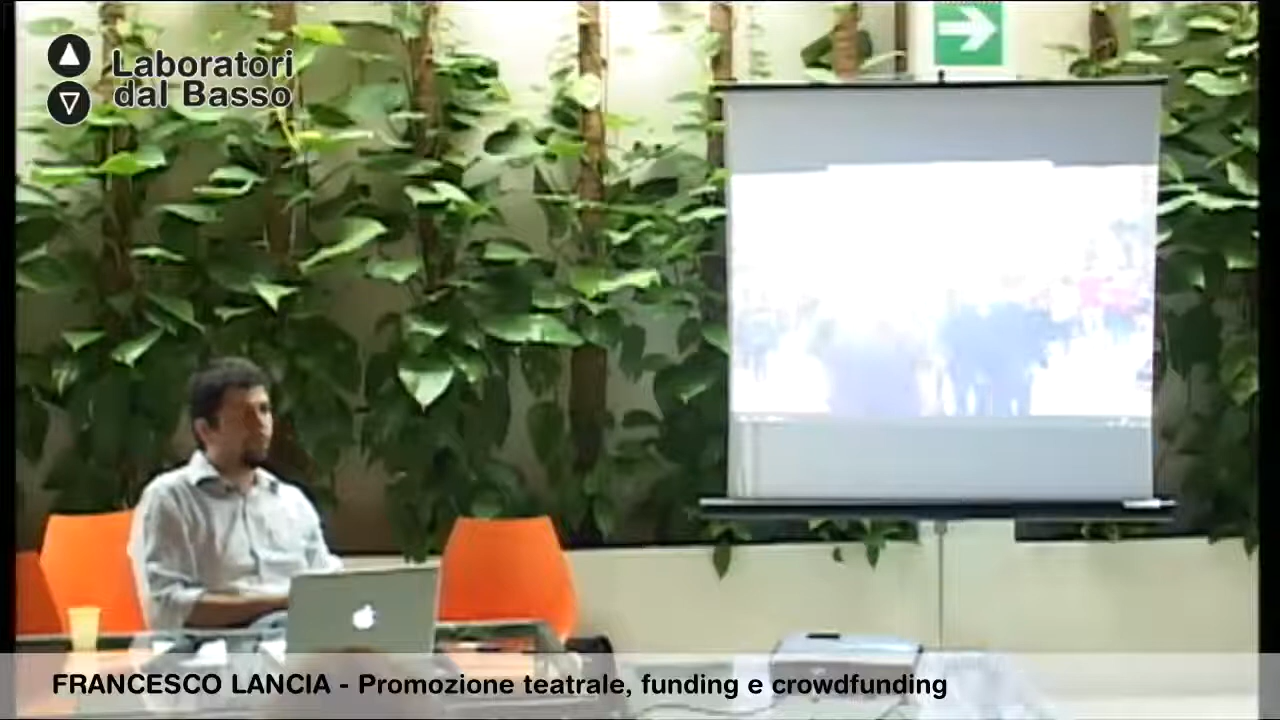 Laboratori
dal Basso
FRANCESCO LANCIA - Promozione teatrale, funding e crowdfunding